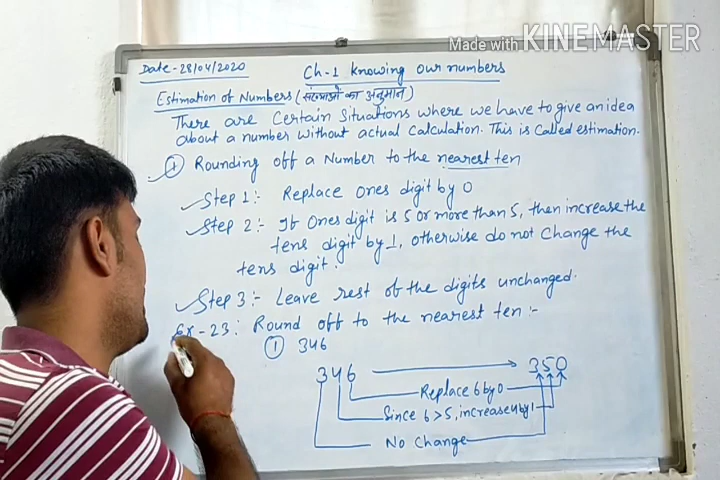 Made with KINEMASTER
Date-28/04/2020 Ch-1 Knowing our numbers
Estimation of Numbers (संख्याओं का अनुमान)
There are Certain Situations where we have to give an idea
about a number without actual calculation. This is called estimation.
① Rounding off a Number to the nearest ten
Step 1:- Replace Ones digit by 0
Step 2:- If Ones digit is 5 or more than 5, then increase the
tens digit by 1, otherwise do not change the
tens digit.
Step 3:- Leave rest of the digits unchanged.
Ex-23: Round off to the nearest ten:-
① 346
346 350
Replace 6 by 0
Since 6 > 5, increase 4 by 1
No Change